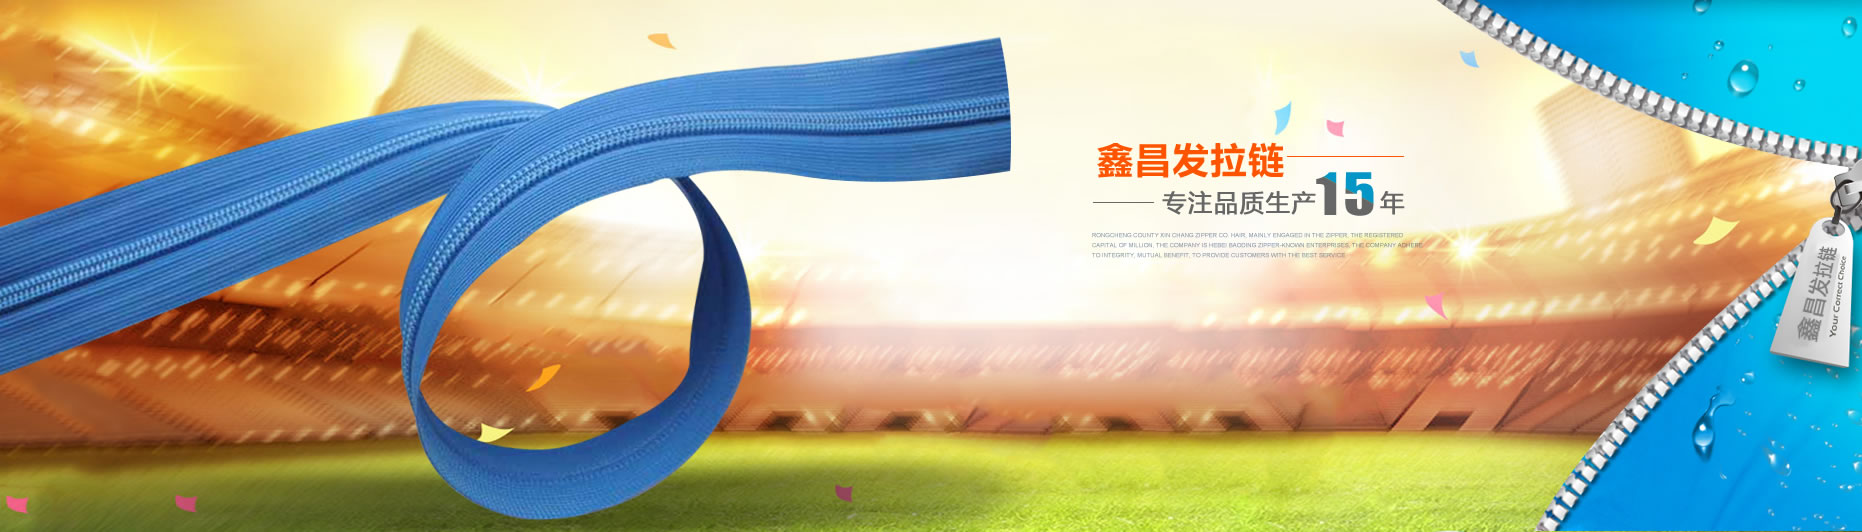 鑫昌发拉链
专注品质生产15年
RONGCHENG COUNTY XIN CHANG ZIPPER CO. HAIR, MAINLY ENGAGED IN THE ZIPPER, THE REGISTERED
CAPITAL OF MILLION, THE COMPANY IS HEBEI BAODING ZIPPER-KNOWN ENTERPRISES, THE COMPANY ADHERE
TO INTEGRITY, MUTUAL BENEFIT, TO PROVIDE CUSTOMERS WITH THE BEST SERVICE
鑫昌发拉链
Your Correct Choice